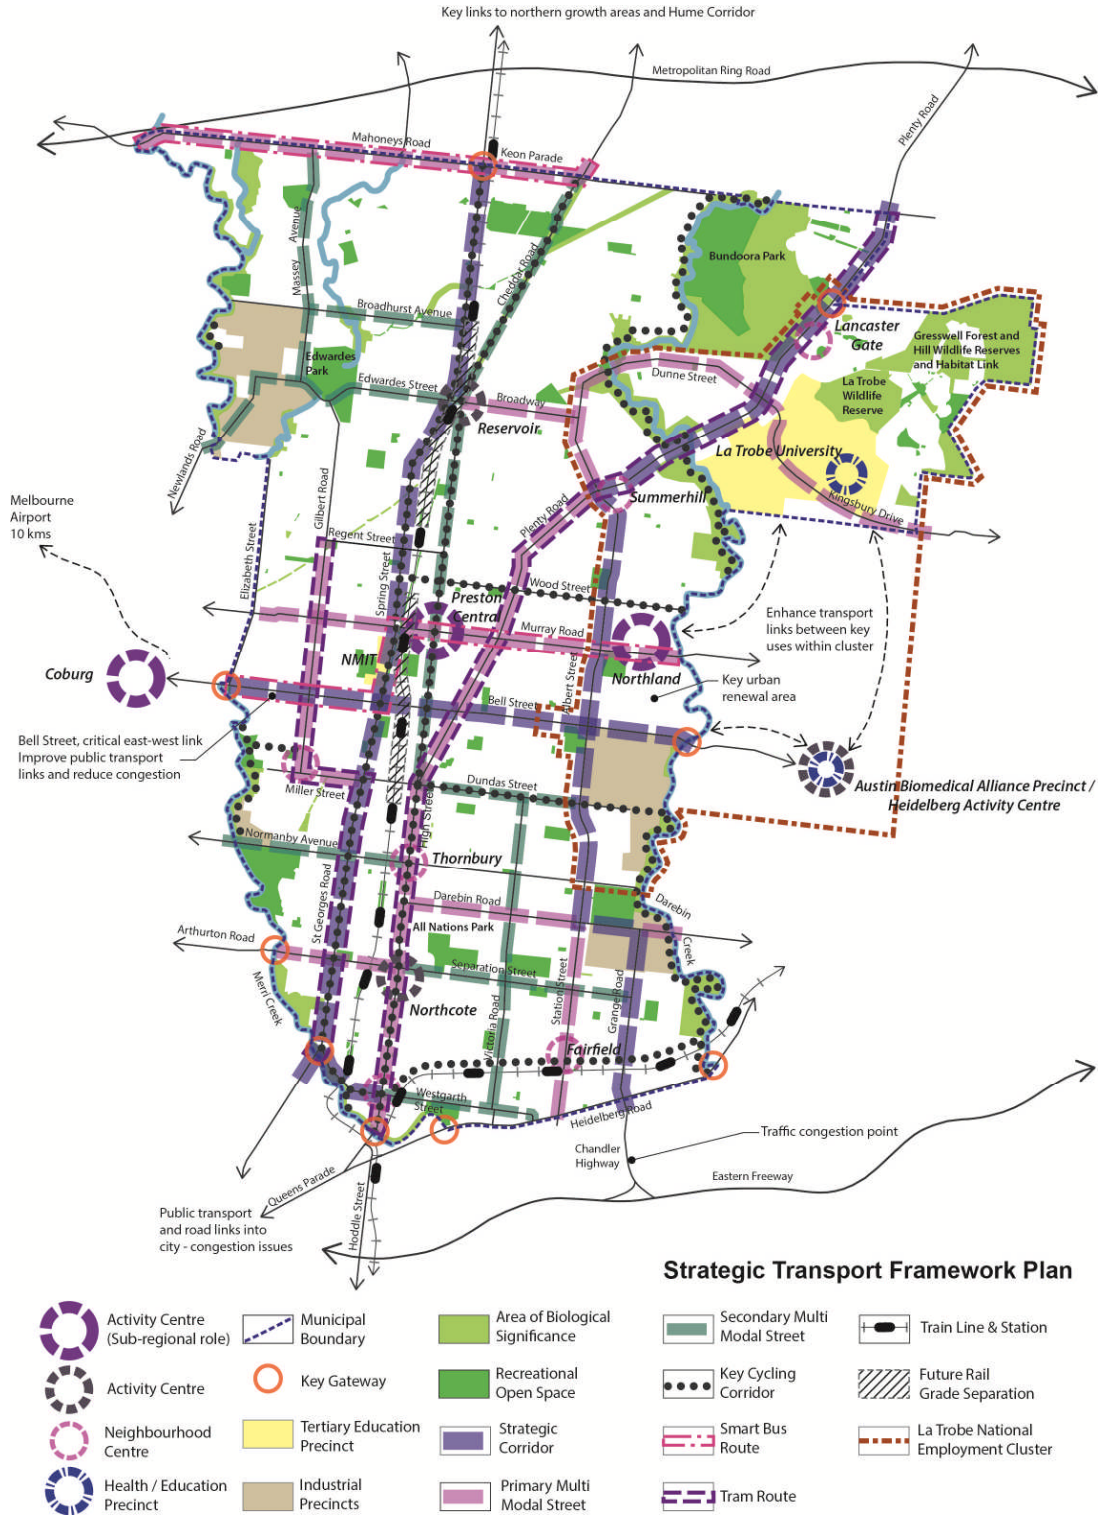 Key links to northern growth areas and Hume Corridor
Metropolitan Ring Road
Plenty Road
Mahoneys Road
Keon Parade
Massey Avenue
Cheddar Road
Bundoora Park
Broadhurst Avenue
Lancaster
Gate
Gresswell Forest and
Hill Wildlife Reserves
and Habitat Link
Edwardes
Park
Edwardes Street
Dunne Street
La Trobe
Wildlife
Reserve
Broadway
Reservoir
Newlands Road
La Trobe University
Gilbert Road
Summerhill
Kingsbury Drive
Melbourne
Airport
10 kms
Plenty Road
Regent Street
Elizabeth Street
Spring Street
Wood Street
Preston
Central
Murray Road
Enhance transport
links between key
uses within cluster
NMIT
Coburg
Albert Street
Northland
Key urban
renewal area
Bell Street
Bell Street, critical east-west link
Improve public transport
links and reduce congestion
Miller Street
Dundas Street
Austin Biomedical Alliance Precinct /
Heidelberg Activity Centre
High Street
Normanby Avenue
Thornbury
St Georges Road
Darebin Road
Darebin
Creek
All Nations Park
Arthurton Road
Separation Street
Merri Creek
Northcote
Victoria Road
Station Street
Grange Road
Fairfield
Westgarth
Street
Heidelberg Road
Traffic congestion point
Chandler
Highway
Eastern Freeway
Queens Parade
Hoddle Street
Public transport
and road links into
city - congestion issues
Strategic Transport Framework Plan
Activity Centre
(Sub-regional role)
Municipal
Boundary
Area of Biological
Significance
Secondary Multi
Modal Street
Train Line & Station
Activity Centre
Key Gateway
Recreational
Open Space
Key Cycling
Corridor
Future Rail
Grade Separation
Neighbourhood
Centre
Tertiary Education
Precinct
Strategic
Corridor
Smart Bus
Route
La Trobe National
Employment Cluster
Health / Education
Precinct
Industrial
Precincts
Primary Multi
Modal Street
Tram Route